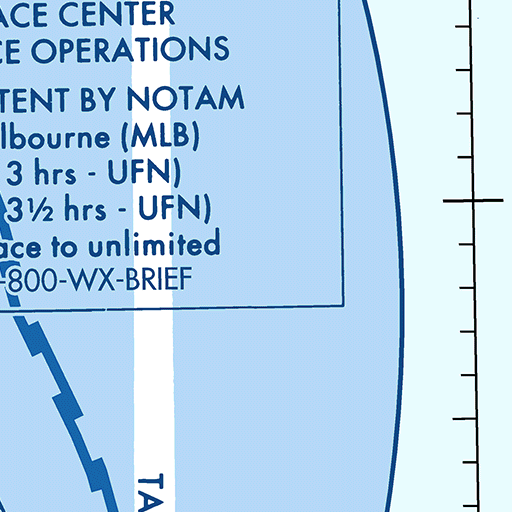 ACE CENTER
CE OPERATIONS
TENT BY NOTAM
lbourne (MLB)
3 hrs - UFN)
3½ hrs - UFN)
ace to unlimited
-800-WX-BRIEF
TA